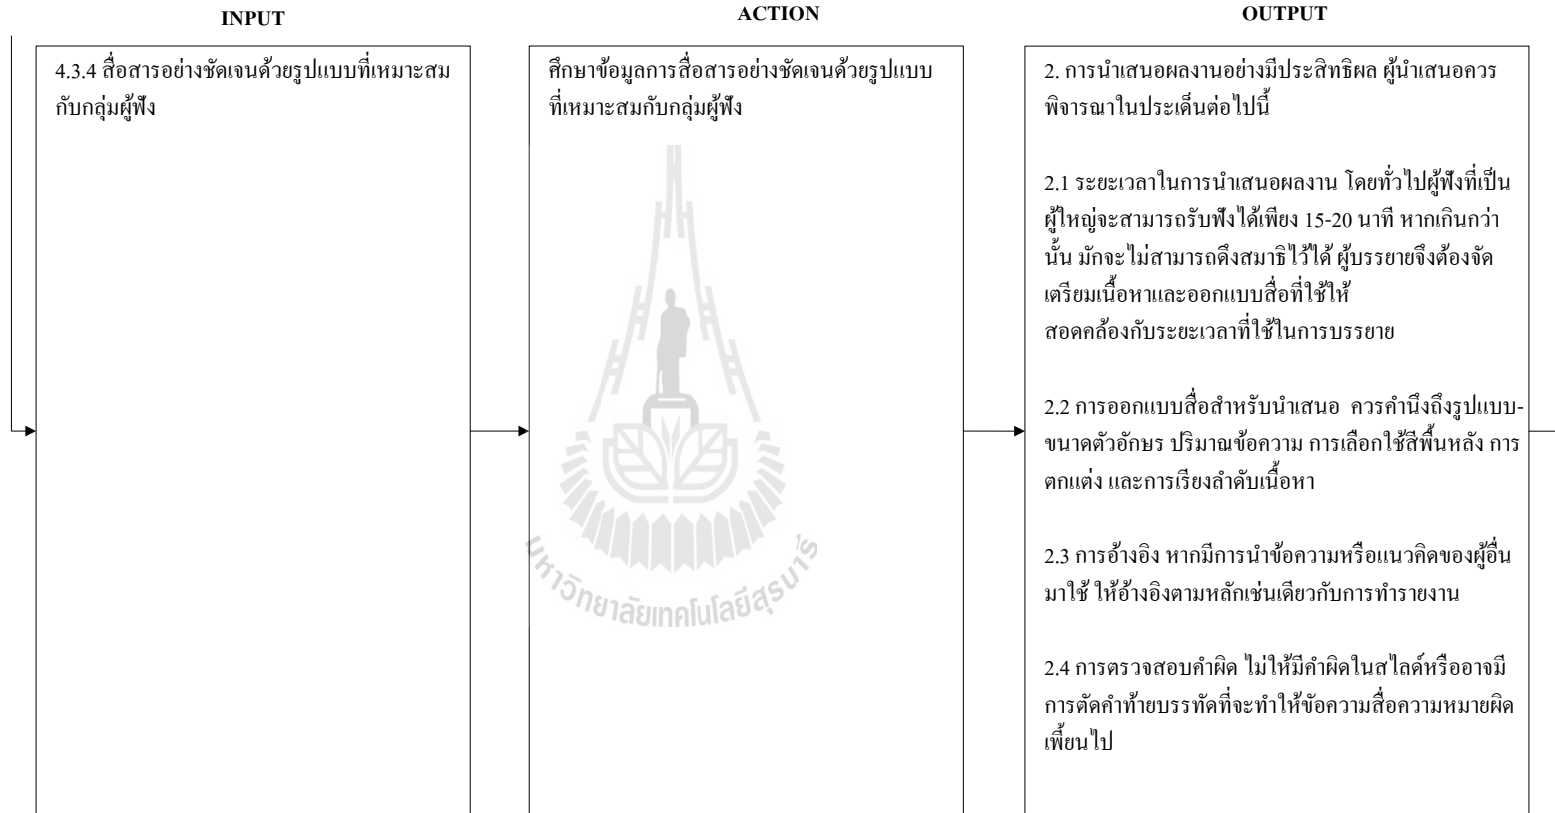 INPUT
ACTION
OUTPUT
4.3.4 สื่อสารอย่างชัดเจนด้วยรูปแบบที่เหมาะสม
กับกลุ่มผู้ฟัง
ศึกษาข้อมูลการสื่อสารอย่างชัดเจนด้วยรูปแบบ
ที่เหมาะสมกับกลุ่มผู้ฟัง
2. การนำเสนอผลงานอย่างมีประสิทธิผล ผู้นำเสนอควร
พิจารณาในประเด็นต่อไปนี้
2.1 ระยะเวลาในการนำเสนอผลงาน โดยทั่วไปผู้ฟังที่เป็น
ผู้ใหญ่จะสามารถรับฟังได้เพียง 15-20 นาที หากเกินกว่า
นั้น มักจะไม่สามารถดึงสมาธิไว้ได้ ผู้บรรยายจึงต้องจัด
เตรียมเนื้อหาและออกแบบสื่อที่ใช้ให้
สอดคล้องกับระยะเวลาที่ใช้ในการบรรยาย
2.2 การออกแบบสื่อสำหรับนำเสนอ ควรคำนึงถึงรูปแบบ-
ขนาดตัวอักษร ปริมาณข้อความ การเลือกใช้สีพื้นหลัง การ
ตกแต่ง และการเรียงลำดับเนื้อหา
2.3 การอ้างอิง หากมีการนำข้อความหรือแนวคิดของผู้อื่น
มาใช้ ให้อ้างอิงตามหลักเช่นเดียวกับการทำรายงาน
2.4 การตรวจสอบคำผิด ไม่ให้มีคำผิดในสไลด์หรืออาจมี
การตัดคำท้ายบรรทัดที่จะทำให้ข้อความสื่อความหมายผิด
เพี้ยนไป
มหาวิทยาลัยเทคโนโลยีสุรนารี